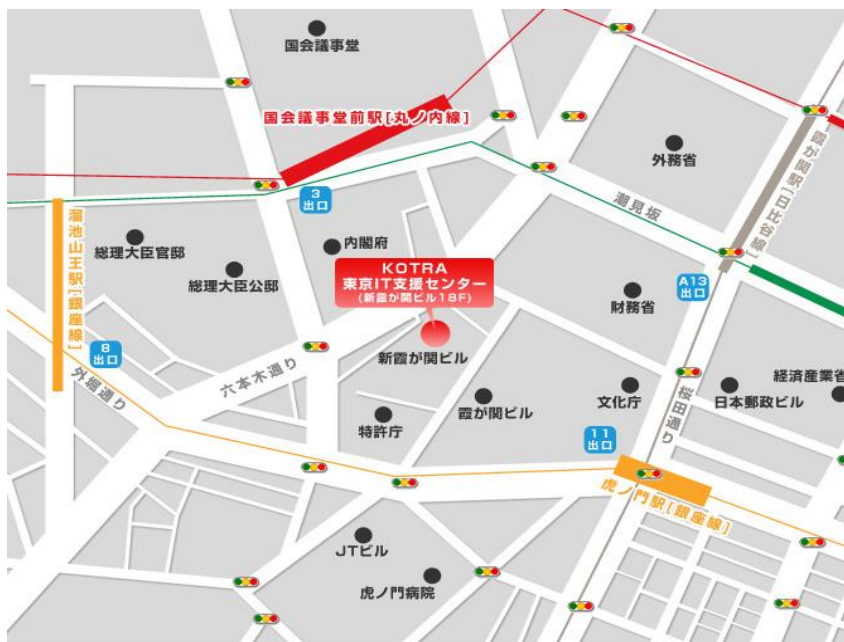 国会議事堂
国会議事堂前駅[丸ノ内線]
外務省
霞が関駅[日比谷線]
3
出口
潮見坂
溜池山王駅[銀座線]
総理大臣官邸
内閣府
総理大臣公邸
KOTRA
東京IT支援センター
(新霞が関ビル18F)
A13
出口
財務省
8
出口
新霞が関ビル
外堀通り
六本木通り
経済産業省
霞が関ビル
文化庁
桜田通り
日本郵政ビル
特許庁
11
出口
虎ノ門駅[銀座線]
JTビル
虎ノ門病院